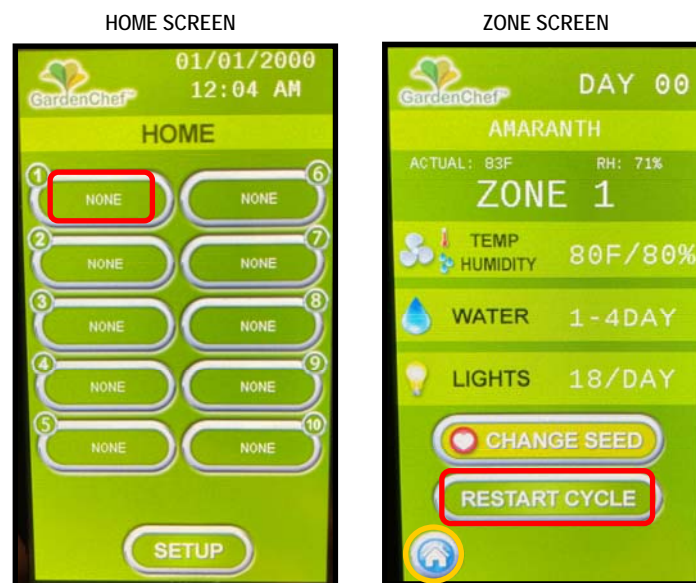 HOME SCREEN
01/01/2000
12:04 AM
GardenChef™
HOME
1 NONE
6 NONE
2 NONE
7 NONE
3 NONE
8 NONE
4 NONE
9 NONE
5 NONE
10 NONE
SETUP
ZONE SCREEN
GardenChef™
DAY 00
AMARANTH
ACTUAL: 83F RH: 71%
ZONE 1
TEMP
HUMIDITY 80F/80%
WATER 1-4DAY
LIGHTS 18/DAY
CHANGE SEED
RESTART CYCLE